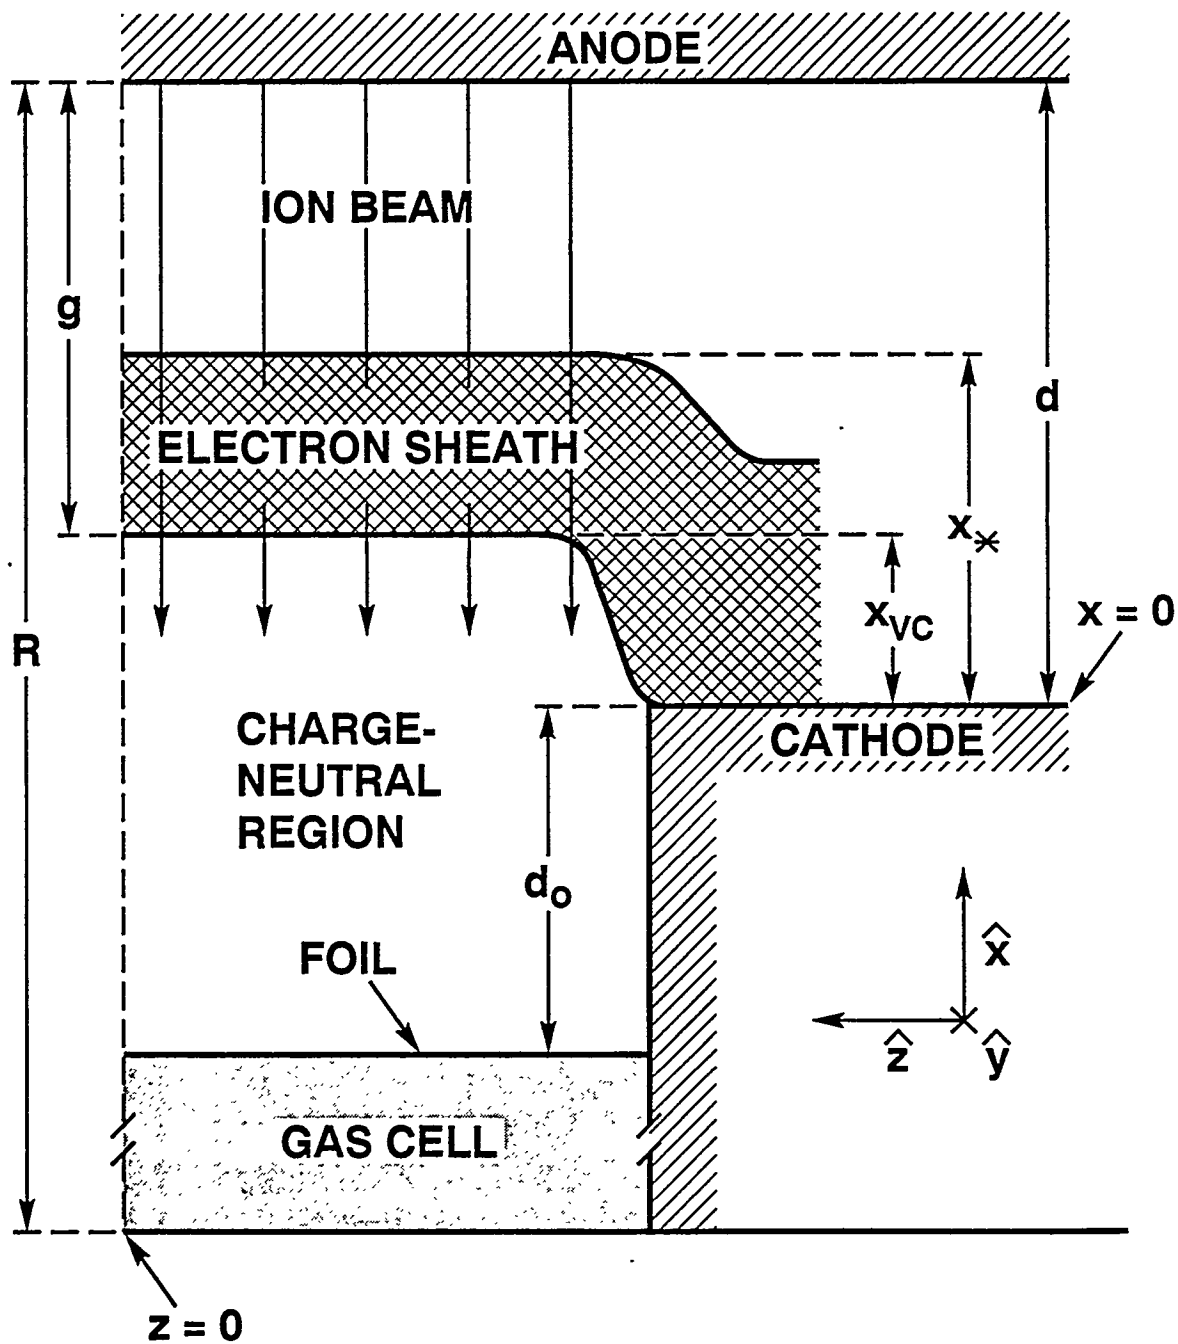 ANODE
ION BEAM
g
d
ELECTRON SHEATH
x*
xVC
x = 0
R
CHARGE-
NEUTRAL
REGION
CATHODE
do
FOIL
x̂
ẑ
ŷ
GAS CELL
z = 0